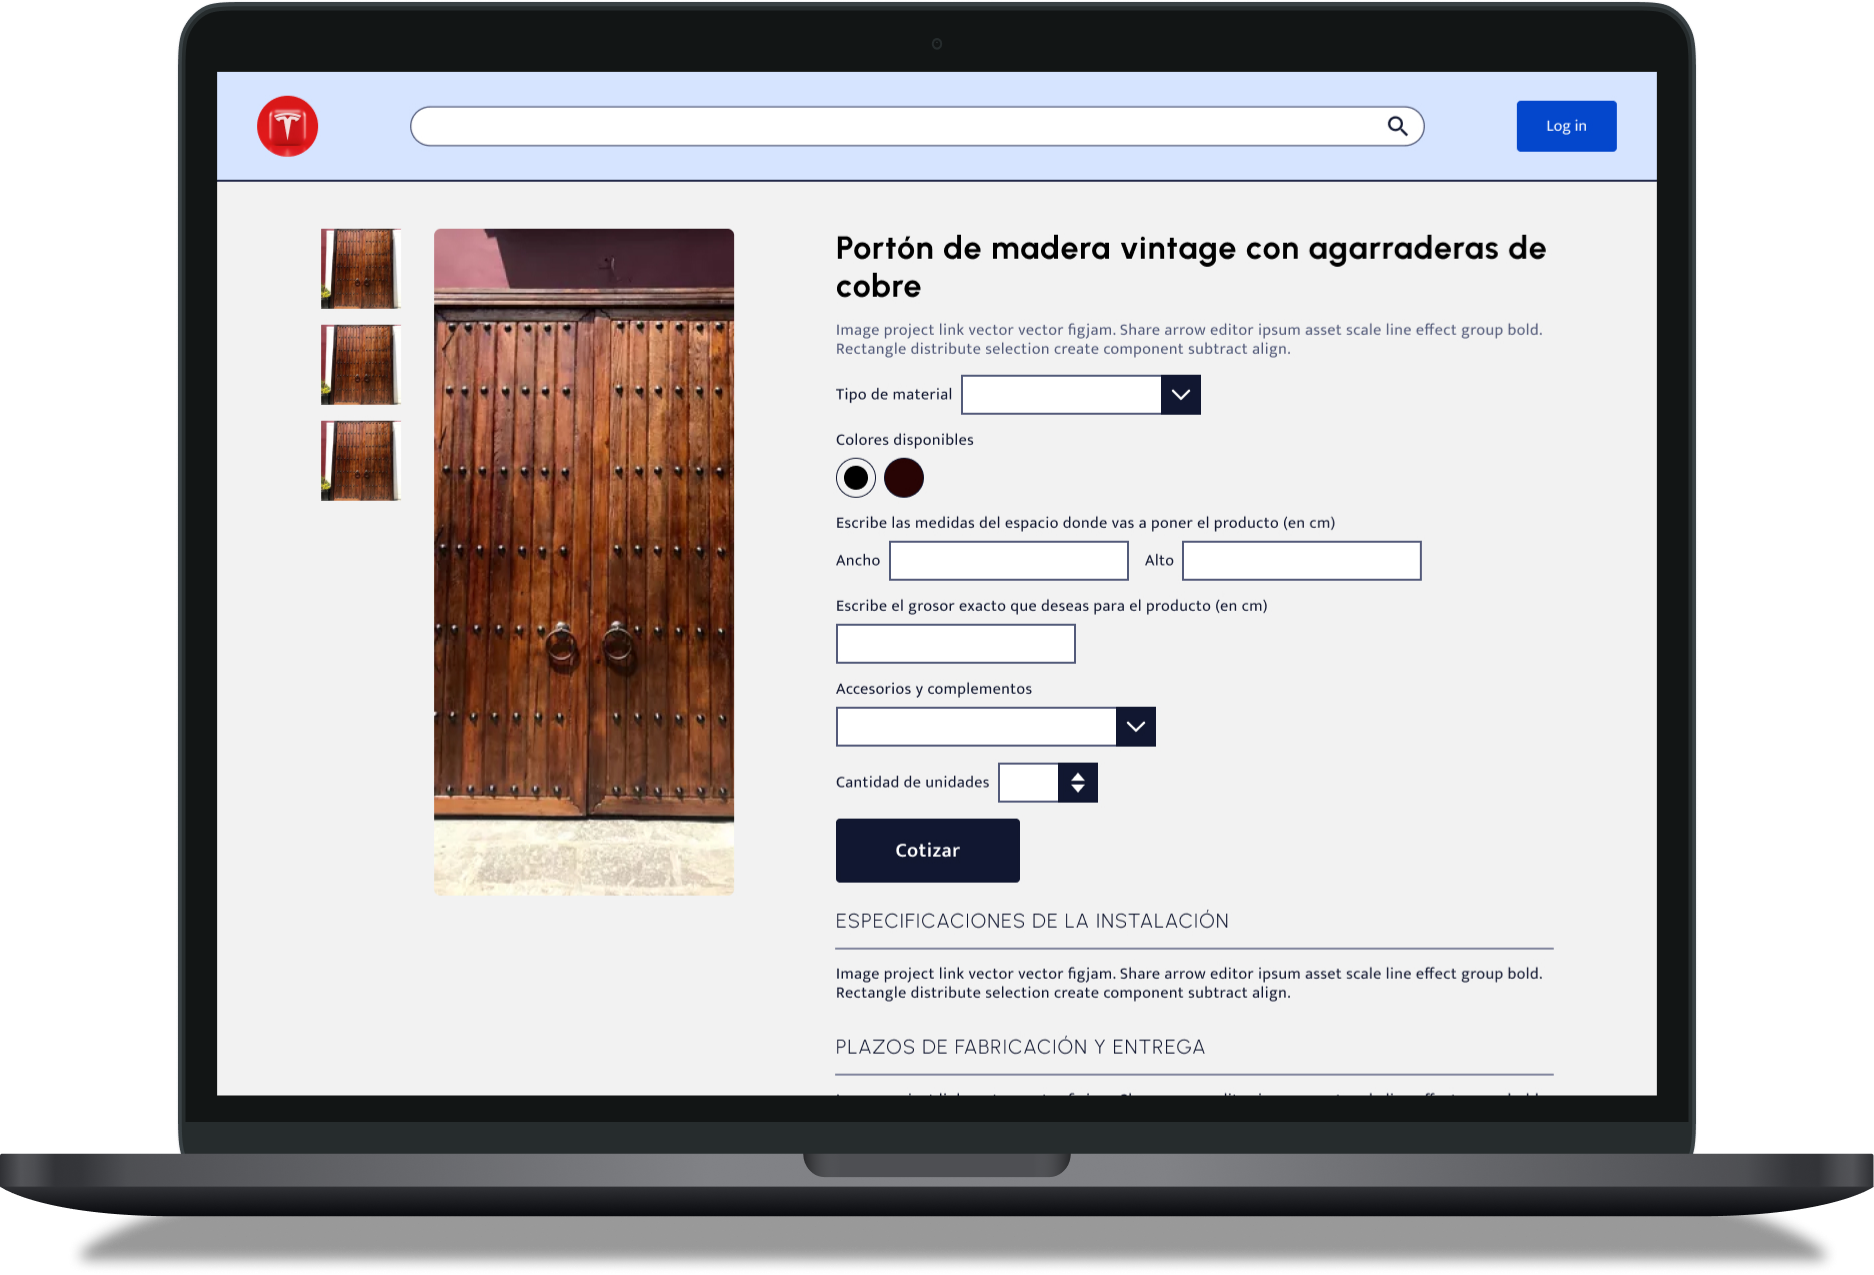 Log in
Portón de madera vintage con agarraderas de
cobre
Image project link vector vector figjam. Share arrow editor ipsum asset scale line effect group bold.
Rectangle distribute selection create component subtract align.
Tipo de material
Colores disponibles
Escribe las medidas del espacio donde vas a poner el producto (en cm)
Ancho Alto
Escribe el grosor exacto que deseas para el producto (en cm)
Accesorios y complementos
Cantidad de unidades
Cotizar
ESPECIFICACIONES DE LA INSTALACIÓN
Image project link vector vector figjam. Share arrow editor ipsum asset scale line effect group bold.
Rectangle distribute selection create component subtract align.
PLAZOS DE FABRICACIÓN Y ENTREGA